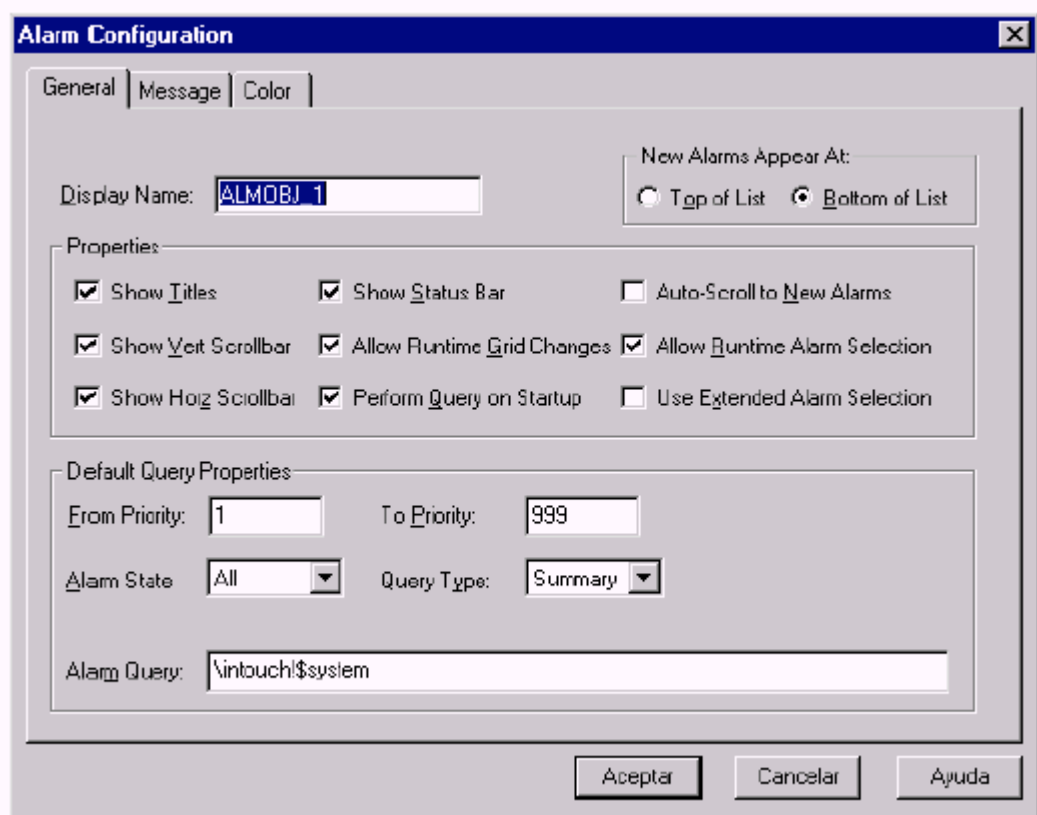 Alarm Configuration
General Message Color
New Alarms Appear At:
Display Name: ALMOBJ_1 Top of List Bottom of List
Properties
Show Titles Show Status Bar Auto-Scroll to New Alarms
Show Vert Scrollbar Allow Runtime Grid Changes Allow Runtime Alarm Selection
Show Horz Scrollbar Perform Query on Startup Use Extended Alarm Selection
Default Query Properties
From Priority: 1 To Priority: 999
Alarm State All Query Type: Summary
Alarm Query: \intouch!$system
Aceptar Cancelar Ayuda